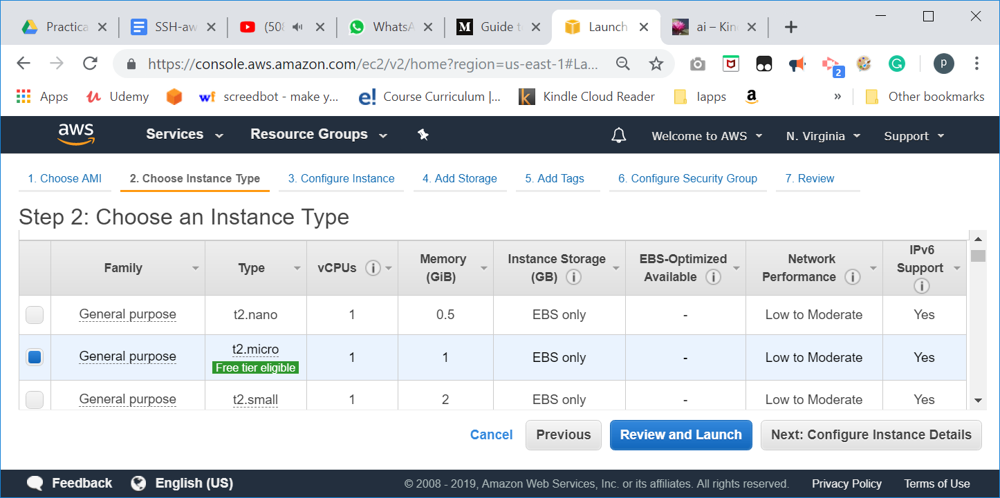 Practica SSH-aw (508 WhatsA M Guide to Launch ai – Kin
https://console.aws.amazon.com/ec2/v2/home?region=us-east-1#La... 2 p
Apps Udemy wf screedbot - make y... e! Course Curriculum |... k Kindle Cloud Reader Iapps a » Other bookmarks
aws Services Resource Groups Welcome to AWS N. Virginia Support
1. Choose AMI 2. Choose Instance Type 3. Configure Instance 4. Add Storage 5. Add Tags 6. Configure Security Group 7. Review
Step 2: Choose an Instance Type
Family Type vCPUs i Memory (GiB) Instance Storage (GB) i EBS-Optimized Available i Network Performance i IPv6 Support i
General purpose t2.nano 1 0.5 EBS only - Low to Moderate Yes
General purpose t2.micro Free tier eligible 1 1 EBS only - Low to Moderate Yes
General purpose t2.small 1 2 EBS only - Low to Moderate Yes
Cancel Previous Review and Launch Next: Configure Instance Details
Feedback English (US) © 2008 - 2019, Amazon Web Services, Inc. or its affiliates. All rights reserved. Privacy Policy Terms of Use